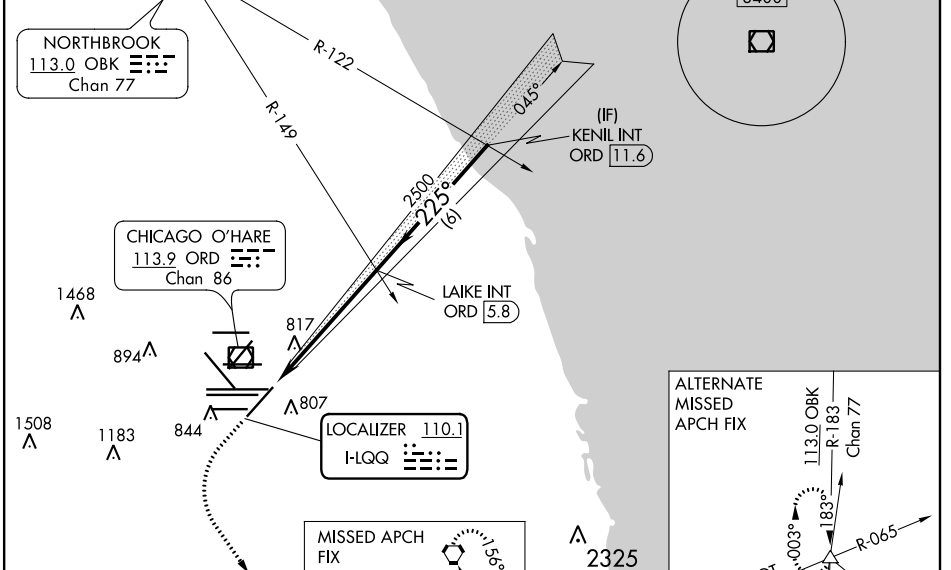 NORTHBROOK
113.0 OBK
Chan 77
R-122
R-149
045°
(IF)
KENIL INT
ORD 11.6
2500
225°
(6)
CHICAGO O'HARE
113.9 ORD
Chan 86
LAIKE INT
ORD 5.8
1468
894
817
807
844
1508
1183
LOCALIZER 110.1
I-LQQ
MISSED APCH
FIX
156°
2325
ALTERNATE
MISSED
APCH FIX
113.0 OBK
R-183
Chan 77
183°
003°
R-065